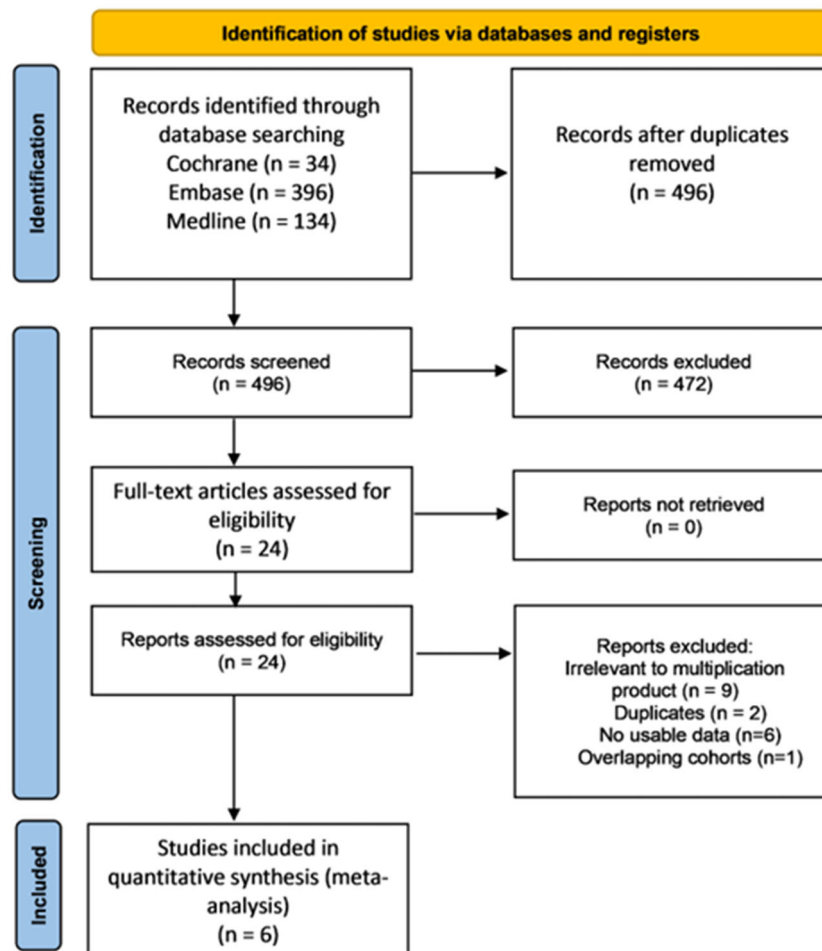 Identification of studies via databases and registers
Identification
Records identified through
database searching
Cochrane (n = 34)
Embase (n = 396)
Medline (n = 134)
Records after duplicates
removed
(n = 496)
Screening
Records screened
(n = 496)
Records excluded
(n = 472)
Full-text articles assessed for
eligibility
(n = 24)
Reports not retrieved
(n = 0)
Reports assessed for eligibility
(n = 24)
Reports excluded:
Irrelevant to multiplication
product (n = 9)
Duplicates (n = 2)
No usable data (n=6)
Overlapping cohorts (n=1)
Included
Studies included in
quantitative synthesis (meta-
analysis)
(n = 6)